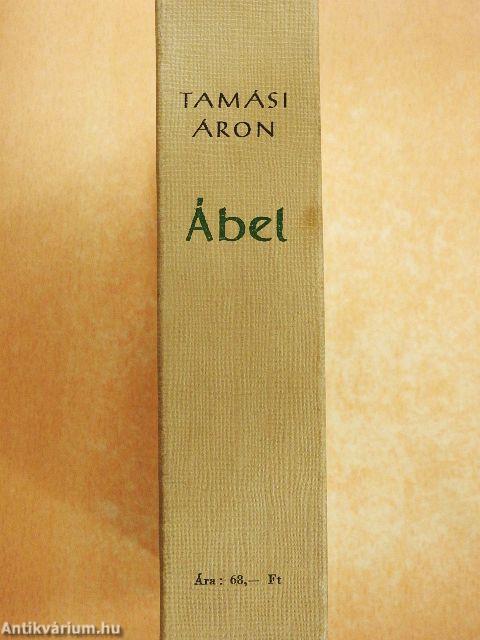 TAMÁSI
ÁRON
Ábel
Ára: 68,— Ft
Antikvárium.hu